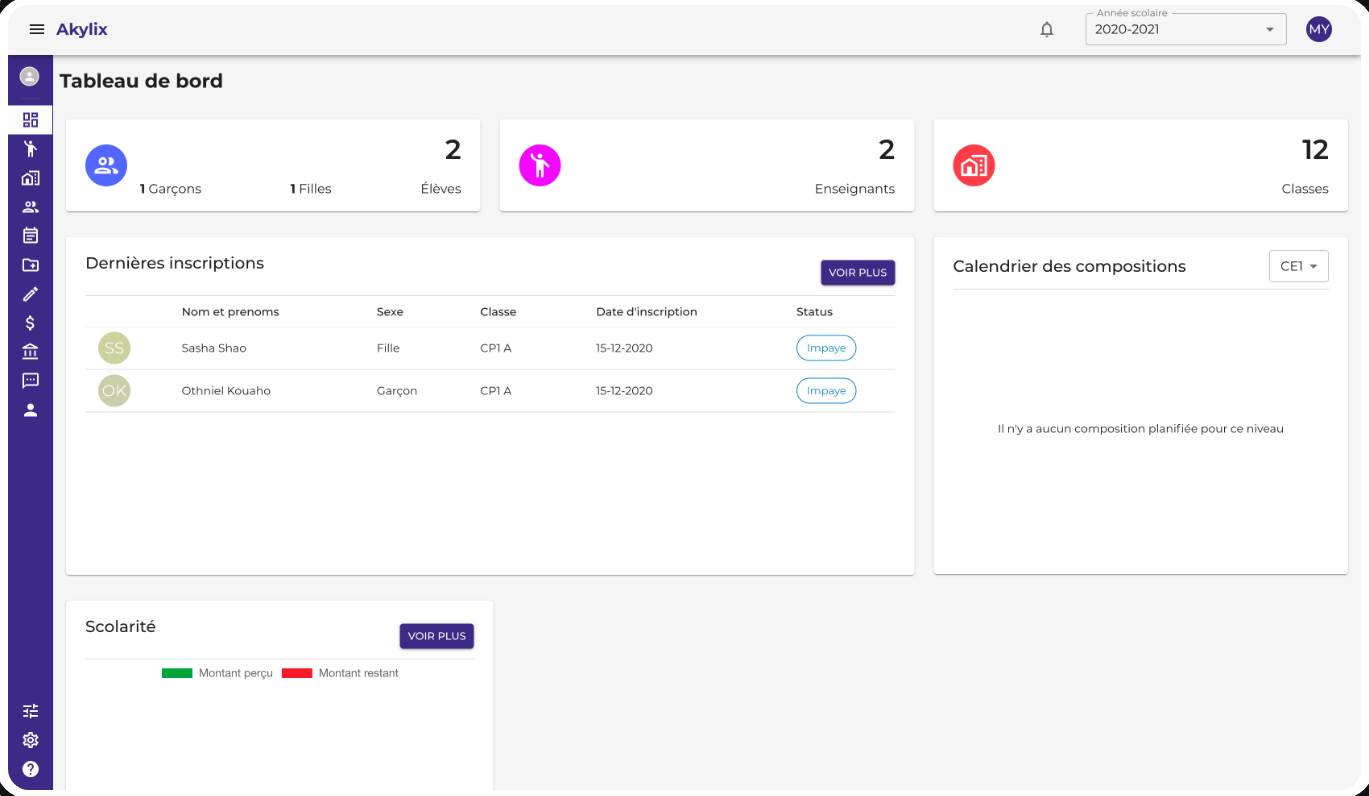 Akylix
Année scolaire
2020-2021
MY
Tableau de bord
2
1 Garçons 1 Filles Élèves
2
Enseignants
12
Classes
Dernières inscriptions
VOIR PLUS
Nom et prenoms Sexe Classe Date d'inscription Status
SS Sasha Shao Fille CP1 A 15-12-2020 Impaye
OK Othniel Kouaho Garçon CP1 A 15-12-2020 Impaye
Calendrier des compositions CE1
Il n'y a aucun composition planifiée pour ce niveau
Scolarité
VOIR PLUS
Montant perçu Montant restant